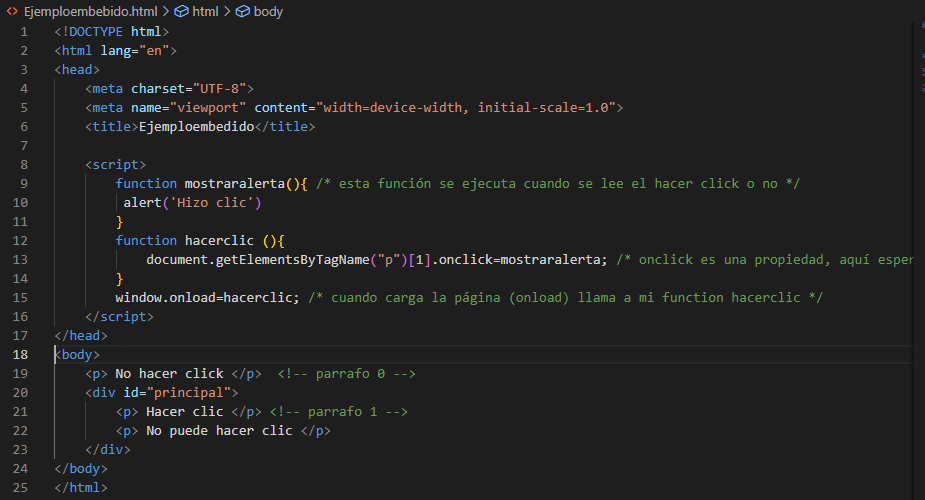 Ejemploembebido.html > html > body
1 <!DOCTYPE html>
2 <html lang="en">
3 <head>
4     <meta charset="UTF-8">
5     <meta name="viewport" content="width=device-width, initial-scale=1.0">
6     <title>Ejemploembedido</title>
7
8     <script>
9         function mostraralerta(){ /* esta función se ejecuta cuando se lee el hacer click o no */
10          alert('Hizo clic')
11         }
12         function hacerclic (){
13             document.getElementsByTagName("p")[1].onclick=mostraralerta; /* onclick es una propiedad, aquí esper
14         }
15         window.onload=hacerclic; /* cuando carga la página (onload) llama a mi function hacerclic */
16     </script>
17 </head>
18 <body>
19     <p> No hacer click </p>  <!-- parrafo 0 -->
20     <div id="principal">
21         <p> Hacer clic </p> <!-- parrafo 1 -->
22         <p> No puede hacer clic </p>
23     </div>
24 </body>
25 </html>